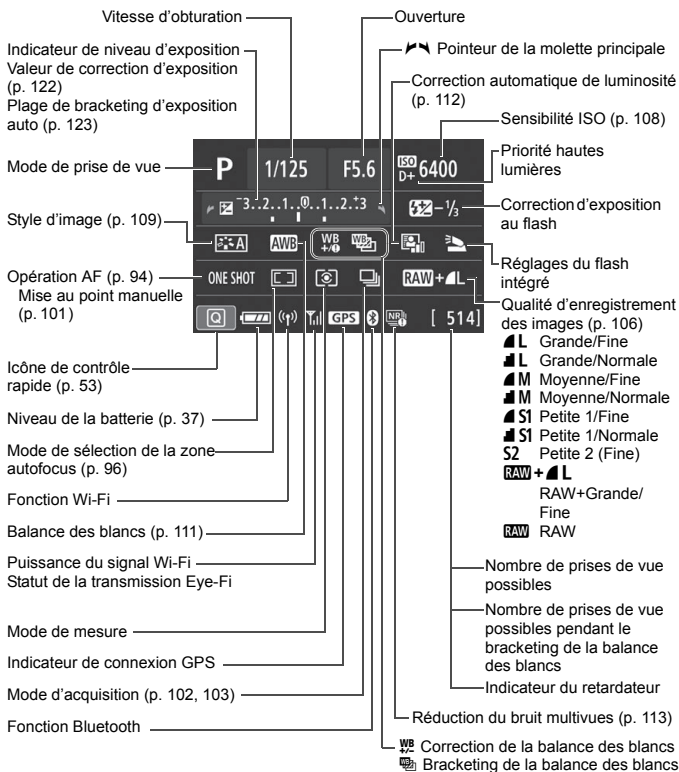 Vitesse d'obturation
Ouverture
Indicateur de niveau d'exposition
Valeur de correction d'exposition
(p. 122)
Plage de bracketing d'exposition
auto (p. 123)
Pointeur de la molette principale
Correction automatique de luminosité
(p. 112)
Sensibilité ISO (p. 108)
Priorité hautes
lumières
Mode de prise de vue
P 1/125 F5.6 ISO D+ 6400
-3..2..1..0..1..2..+3
-1/3
Correction d'exposition
au flash
Style d'image (p. 109)
A AWB WB +/- WB
Réglages du flash
intégré
Opération AF (p. 94)
Mise au point manuelle
(p. 101)
ONE SHOT RAW+L
Qualité d'enregistrement
des images (p. 106)
Q GPS NR [ 514]
L Grande/Fine
L Grande/Normale
M Moyenne/Fine
M Moyenne/Normale
S1 Petite 1/Fine
S1 Petite 1/Normale
S2 Petite 2 (Fine)
RAW+L
RAW+Grande/
Fine
RAW RAW
Icône de contrôle
rapide (p. 53)
Niveau de la batterie (p. 37)
Mode de sélection de la zone
autofocus (p. 96)
Fonction Wi-Fi
Balance des blancs (p. 111)
Puissance du signal Wi-Fi
Statut de la transmission Eye-Fi
Mode de mesure
Indicateur de connexion GPS
Mode d'acquisition (p. 102, 103)
Fonction Bluetooth
Nombre de prises de vue
possibles
Nombre de prises de vue
possibles pendant le
bracketing de la balance
des blancs
Indicateur du retardateur
Réduction du bruit multivues (p. 113)
WB +/- Correction de la balance des blancs
WB Bracketing de la balance des blancs